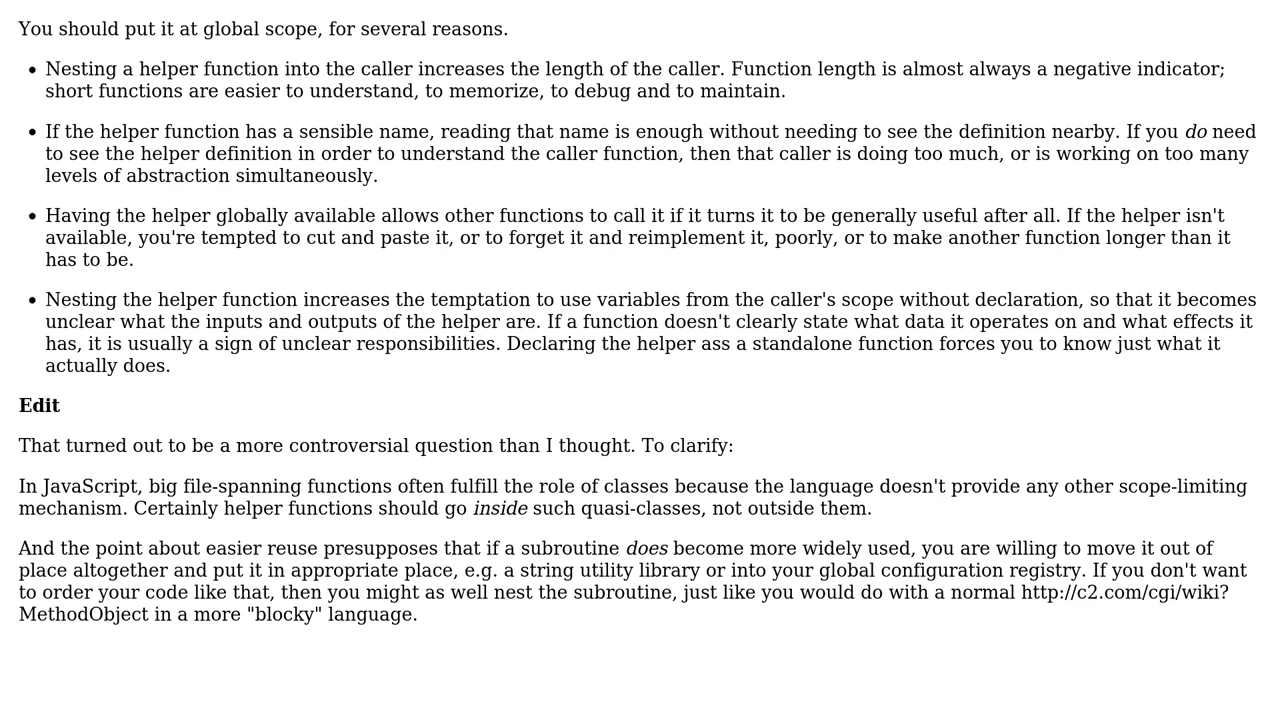 You should put it at global scope, for several reasons.
• Nesting a helper function into the caller increases the length of the caller. Function length is almost always a negative indicator;
short functions are easier to understand, to memorize, to debug and to maintain.
• If the helper function has a sensible name, reading that name is enough without needing to see the definition nearby. If you do need
to see the helper definition in order to understand the caller function, then that caller is doing too much, or is working on too many
levels of abstraction simultaneously.
• Having the helper globally available allows other functions to call it if it turns it to be generally useful after all. If the helper isn't
available, you're tempted to cut and paste it, or to forget it and reimplement it, poorly, or to make another function longer than it
has to be.
• Nesting the helper function increases the temptation to use variables from the caller's scope without declaration, so that it becomes
unclear what the inputs and outputs of the helper are. If a function doesn't clearly state what data it operates on and what effects it
has, it is usually a sign of unclear responsibilities. Declaring the helper ass a standalone function forces you to know just what it
actually does.
Edit
That turned out to be a more controversial question than I thought. To clarify:
In JavaScript, big file-spanning functions often fulfill the role of classes because the language doesn't provide any other scope-limiting
mechanism. Certainly helper functions should go inside such quasi-classes, not outside them.
And the point about easier reuse presupposes that if a subroutine does become more widely used, you are willing to move it out of
place altogether and put it in appropriate place, e.g. a string utility library or into your global configuration registry. If you don't want
to order your code like that, then you might as well nest the subroutine, just like you would do with a normal http://c2.com/cgi/wiki?
MethodObject in a more "blocky" language.